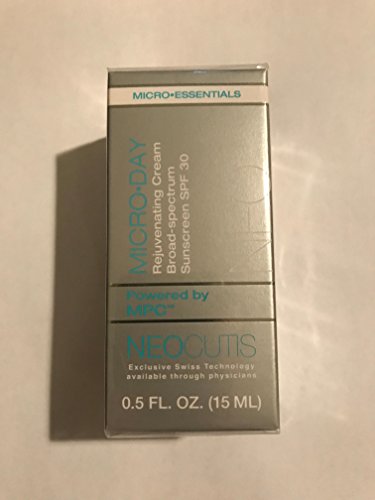 MICRO•ESSENTIALS
MICRO•DAY
Rejuvenating Cream
Broad-spectrum
Sunscreen SPF 30
NEO
Powered by
MPC™
NEOCUTIS
Exclusive Swiss Technology
available through physicians
0.5 FL. OZ. (15 ML)